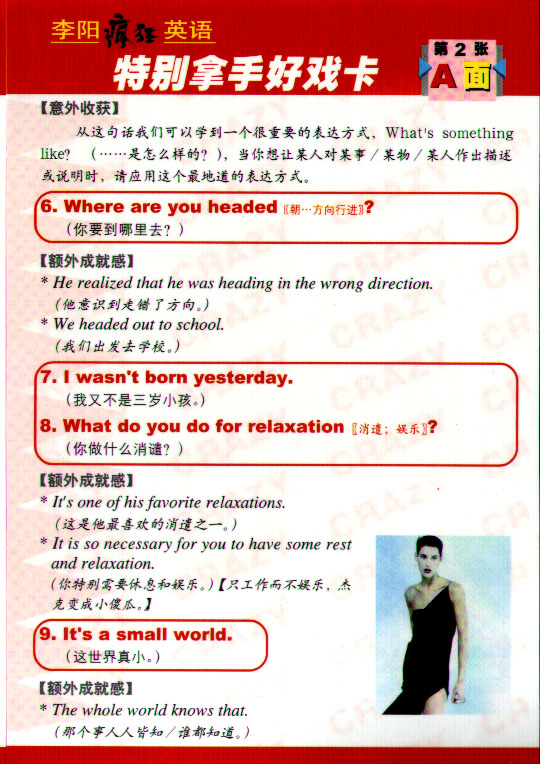 李阳疯狂英语
特别拿手好戏卡
第2张
A面
【意外收获】
从这句话我们可以学到一个很重要的表达方式，What's something
like? （……是怎么样的？），当你想让某人对某事／某物／某人作出描述
或说明时，请应用这个最地道的表达方式。
6. Where are you headed〖朝…方向行进〗?
（你要到哪里去？）
【额外成就感】
* He realized that he was heading in the wrong direction.
（他意识到走错了方向。）
* We headed out to school.
（我们出发去学校。）
7. I wasn't born yesterday.
（我又不是三岁小孩。）
8. What do you do for relaxation〖消遣；娱乐〗?
（你做什么消遣？）
【额外成就感】
* It's one of his favorite relaxations.
（这是他最喜欢的消遣之一。）
* It is so necessary for you to have some rest
and relaxation.
（你特别需要休息和娱乐。）【只工作而不娱乐，杰
克变成小傻瓜。】
9. It's a small world.
（这世界真小。）
【额外成就感】
* The whole world knows that.
（那个事人人皆知／谁都知道。）